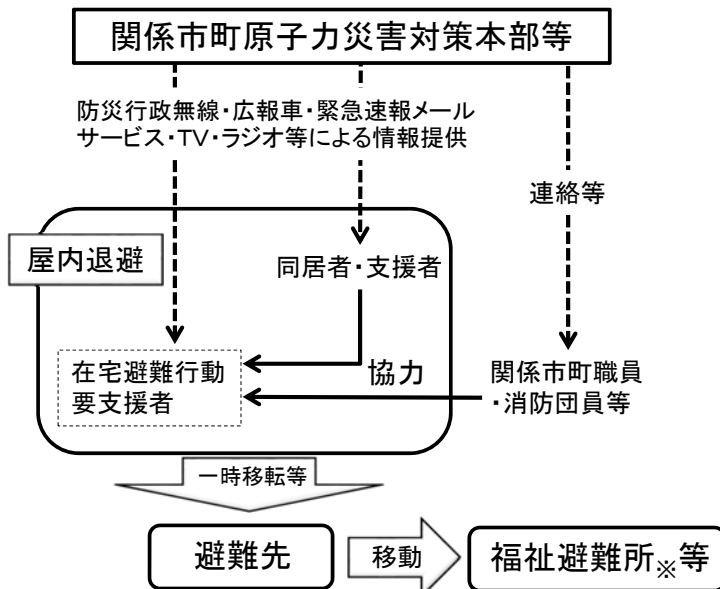 関係市町原子力災害対策本部等
防災行政無線・広報車・緊急速報メール
サービス・TV・ラジオ等による情報提供
連絡等
屋内退避
同居者・支援者
在宅避難行動
要支援者
協力
関係市町職員
・消防団員等
一時移転等
避難先
移動
福祉避難所※等